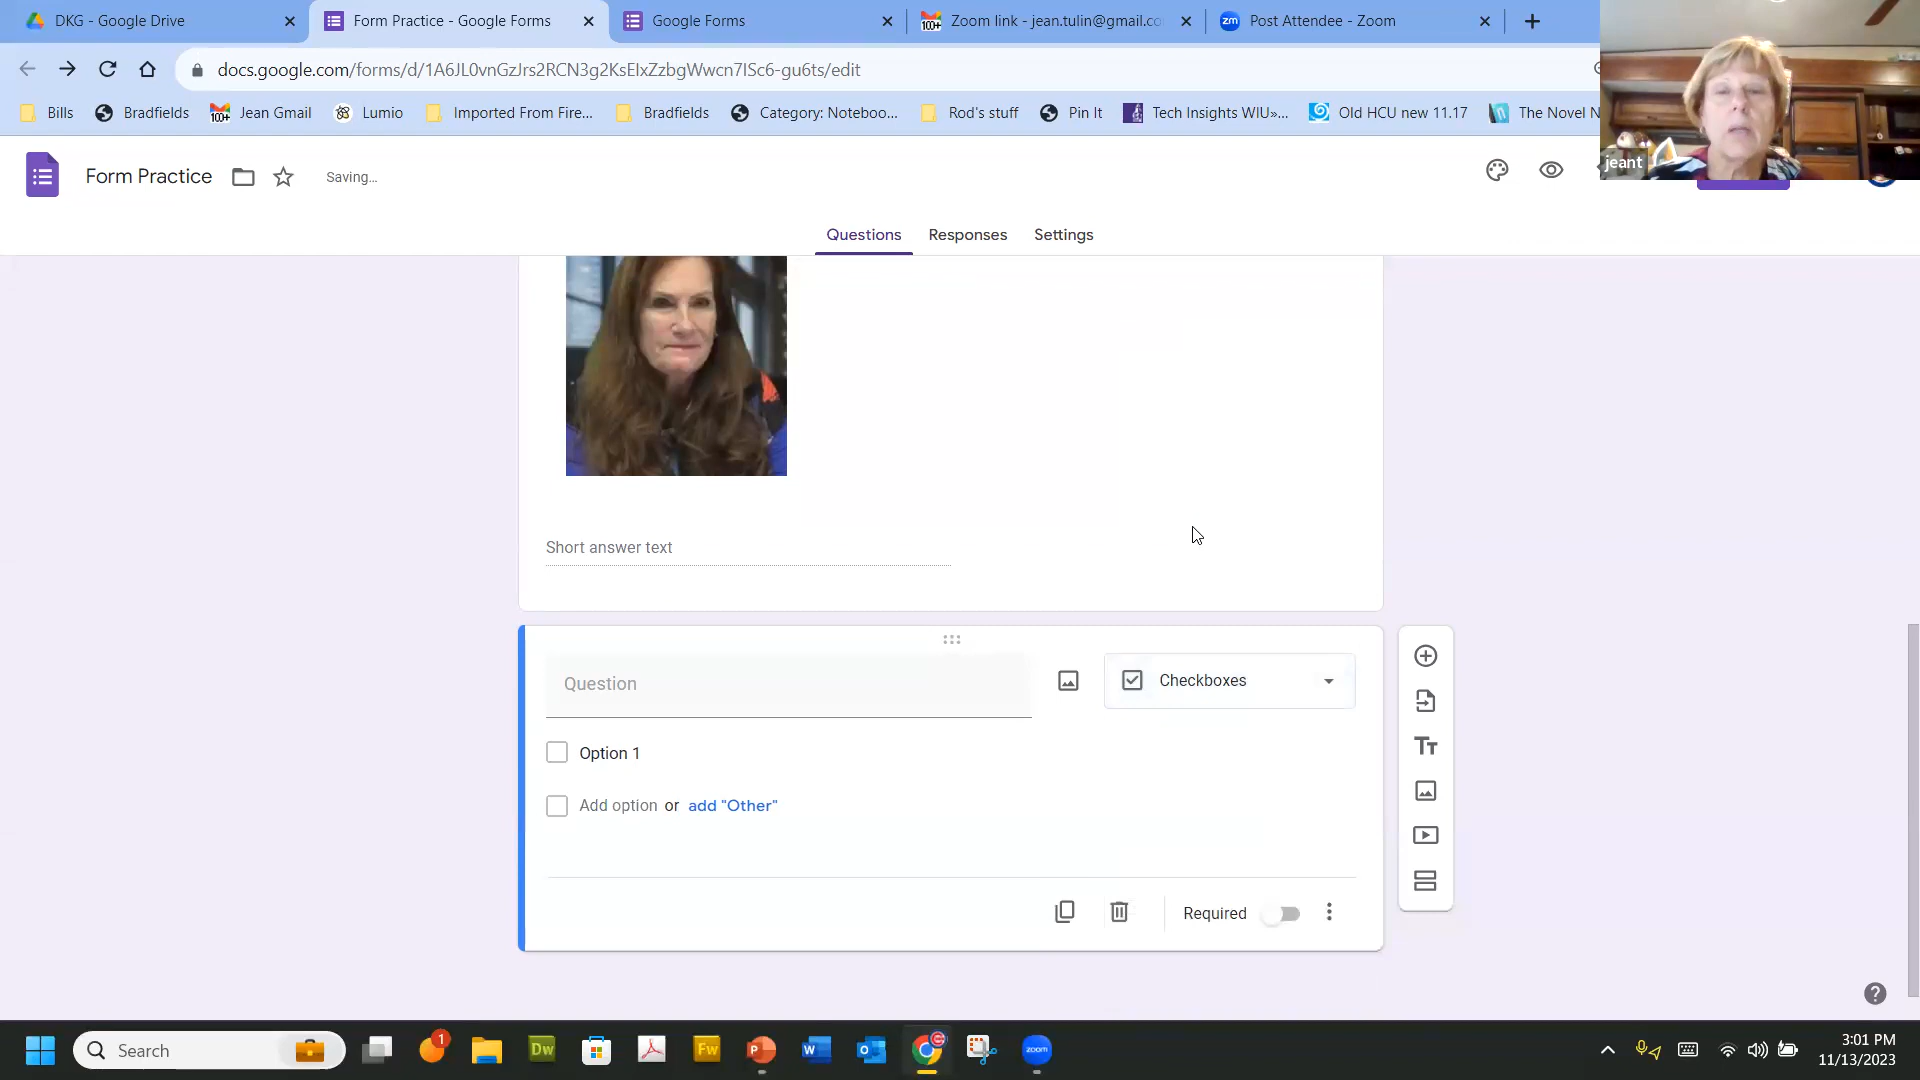 DKG - Google Drive
Form Practice - Google Forms
Google Forms
Zoom link - jean.tulin@gmail.co
Post Attendee - Zoom
docs.google.com/forms/d/1A6JL0vnGzJrs2RCN3g2KsEIxZzbgWwcn7ISc6-gu6ts/edit
Bills
Bradfields
Jean Gmail
Lumio
Imported From Fire...
Bradfields
Category: Noteboo...
Rod's stuff
Pin It
Tech Insights WIU»...
Old HCU new 11.17
The Novel N
jeant
Form Practice
Saving...
Questions
Responses
Settings
Short answer text
Question
Checkboxes
Option 1
Add option or add "Other"
Required
Search
3:01 PM
11/13/2023